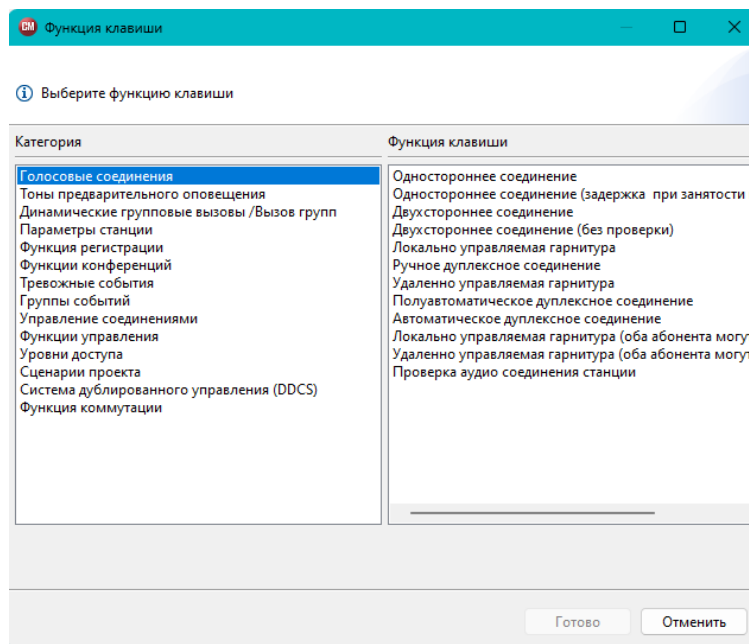 CM Функция клавиши
Выберите функцию клавиши
Категория
Голосовые соединения
Тоны предварительного оповещения
Динамические групповые вызовы /Вызов групп
Параметры станции
Функция регистрации
Функции конференций
Тревожные события
Группы событий
Управление соединениями
Функции управления
Уровни доступа
Сценарии проекта
Система дублированного управления (DDCS)
Функция коммутации
Функция клавиши
Одностороннее соединение
Одностороннее соединение (задержка при занятости
Двухстороннее соединение
Двухстороннее соединение (без проверки)
Локально управляемая гарнитура
Ручное дуплексное соединение
Удаленно управляемая гарнитура
Полуавтоматическое дуплексное соединение
Автоматическое дуплексное соединение
Локально управляемая гарнитура (оба абонента могут
Удаленно управляемая гарнитура (оба абонента могут
Проверка аудио соединения станции
Готово
Отменить